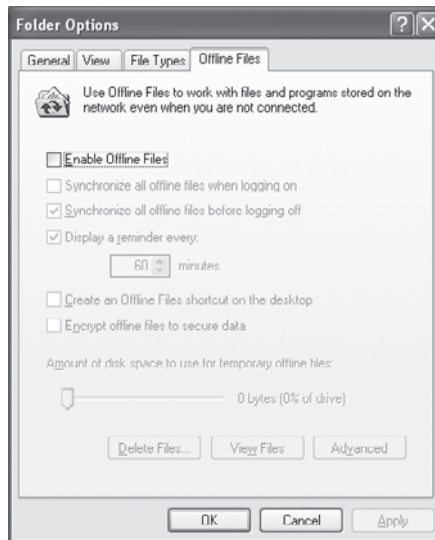 Folder Options
General View File Types Offline Files
Use Offline Files to work with files and programs stored on the
network even when you are not connected.
Enable Offline Files
Synchronize all offline files when logging on
Synchronize all offline files before logging off
Display a reminder every:
60 minutes
Create an Offline Files shortcut on the desktop
Encrypt offline files to secure data
Amount of disk space to use for temporary offline files:
0 bytes (0% of drive)
Delete Files... View Files Advanced
OK Cancel Apply